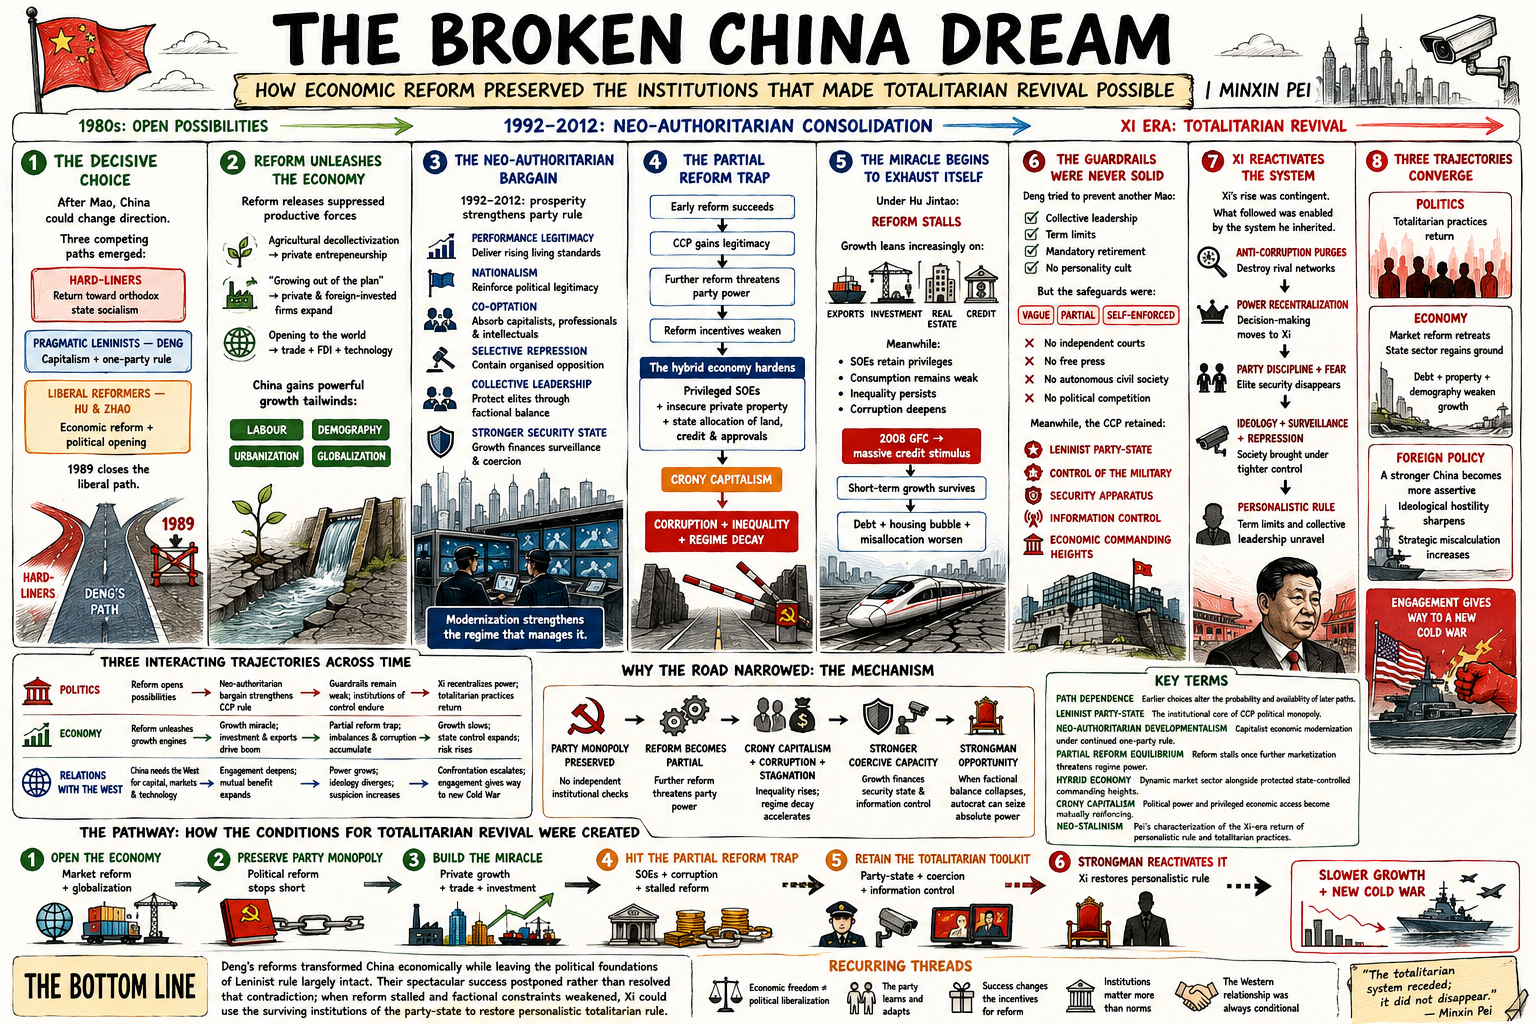 THE BROKEN CHINA DREAM
HOW ECONOMIC REFORM PRESERVED THE INSTITUTIONS THAT MADE TOTALITARIAN REVIVAL POSSIBLE
| MINXIN PEI
1980s: OPEN POSSIBILITIES
1992–2012: NEO-AUTHORITARIAN CONSOLIDATION
XI ERA: TOTALITARIAN REVIVAL
1 THE DECISIVE
CHOICE
After Mao, China
could change direction.
Three competing
paths emerged:
HARD-LINERS
Return toward orthodox
state socialism
PRAGMATIC LENINISTS — DENG
Capitalism + one-party rule
LIBERAL REFORMERS —
HU & ZHAO
Economic reform +
political opening
1989 closes the
liberal path.
1989
HARD-
LINERS
DENG'S
PATH
2 REFORM UNLEASHES
THE ECONOMY
Reform releases suppressed
productive forces
Agricultural decollectivization
→ private entrepeneurship
“Growing out of the plan”
→ private & foreign-invested
firms expand
Opening to the world
→ trade + FDI + technology
China gains powerful
growth tailwinds:
LABOUR
DEMOGRAPHY
URBANIZATION
GLOBALIZATION
3 THE NEO-AUTHORITARIAN
BARGAIN
1992–2012: prosperity
strengthens party rule
PERFORMANCE LEGITIMACY
Deliver rising living standards
NATIONALISM
Reinforce political legitimacy
CO-OPTATION
Absorb capitalists, professionals
& intellectuals
SELECTIVE REPRESSION
Contain organised opposition
COLLECTIVE LEADERSHIP
Protect elites through
factional balance
STRONGER SECURITY STATE
Growth finances surveillance
& coercion
Modernization strengthens
the regime that manages it.
4 THE PARTIAL
REFORM TRAP
Early reform succeeds
CCP gains legitimacy
Further reform threatens
party power
Reform incentives weaken
The hybrid economy hardens
Privileged SOEs
+ insecure private property
+ state allocation of land,
credit & approvals
CRONY CAPITALISM
CORRUPTION + INEQUALITY
+ REGIME DECAY
5 THE MIRACLE BEGINS
TO EXHAUST ITSELF
Under Hu Jintao:
REFORM STALLS
Growth leans increasingly on:
EXPORTS
INVESTMENT
REAL
ESTATE
CREDIT
Meanwhile:
• SOEs retain privileges
• Consumption remains weak
• Inequality persists
• Corruption deepens
2008 GFC →
massive credit stimulus
Short-term growth survives
Debt + housing bubble +
misallocation worsen
6 THE GUARDRAILS
WERE NEVER SOLID
Deng tried to prevent another Mao:
Collective leadership
Term limits
Mandatory retirement
No personality cult
But the safeguards were:
VAGUE
PARTIAL
SELF-ENFORCED
✕ No independent courts
✕ No free press
✕ No autonomous civil society
✕ No political competition
Meanwhile, the CCP retained:
LENINIST PARTY-STATE
CONTROL OF THE MILITARY
SECURITY APPARATUS
INFORMATION CONTROL
ECONOMIC COMMANDING
HEIGHTS
7 XI REACTIVATES
THE SYSTEM
Xi's rise was contingent.
What followed was enabled
by the system he inherited.
ANTI-CORRUPTION PURGES
Destroy rival networks
POWER RECENTRALIZATION
Decision-making
moves to Xi
PARTY DISCIPLINE + FEAR
Elite security disappears
IDEOLOGY + SURVEILLANCE
+ REPRESSION
Society brought under
tighter control
PERSONALISTIC RULE
Term limits and collective
leadership unravel
8 THREE TRAJECTORIES
CONVERGE
POLITICS
Totalitarian practices
return
ECONOMY
Market reform retreats
State sector regains ground
Debt + property +
demography weaken
growth
FOREIGN POLICY
A stronger China becomes
more assertive
Ideological hostility
sharpens
Strategic miscalculation
increases
ENGAGEMENT GIVES
WAY TO A NEW
COLD WAR
THREE INTERACTING TRAJECTORIES ACROSS TIME
POLITICS
Reform opens
possibilities
Neo-authoritarian
bargain strengthens
CCP rule
Guardrails remain
weak; institutions of
control endure
Xi recentralizes power;
totalitarian practices
return
ECONOMY
Reform unleashes
growth engines
Growth miracle;
investment & exports
drive boom
Partial reform trap;
imbalances & corruption
accumulate
Growth slows;
state control expands;
risk rises
RELATIONS
WITH THE WEST
China needs the West
for capital, markets
& technology
Engagement deepens;
mutual benefit
expands
Power grows;
ideology diverges;
suspicion increases
Confrontation escalates;
engagement gives way
to new Cold War
WHY THE ROAD NARROWED: THE MECHANISM
PARTY MONOPOLY
PRESERVED
No independent
institutional checks
REFORM BECOMES
PARTIAL
Further reform
threatens party
power
CRONY CAPITALISM
+ CORRUPTION +
STAGNATION
Inequality rises;
regime decay
accelerates
STRONGER
COERCIVE CAPACITY
Growth finances
security state &
information control
STRONGMAN
OPPORTUNITY
When factional
balance collapses,
autocrat can seize
absolute power
KEY TERMS
PATH DEPENDENCE Earlier choices alter the probability and availability of later paths.
LENINIST PARTY-STATE The institutional core of CCP political monopoly.
NEO-AUTHORITARIAN DEVELOPMENTALISM Capitalist economic modernization
under continued one-party rule.
PARTIAL REFORM EQUILIBRIUM Reform stalls once further marketization
threatens regime power.
HYBRID ECONOMY Dynamic market sector alongside protected state-controlled
commanding heights.
CRONY CAPITALISM Political power and privileged economic access become
mutually reinforcing.
NEO-STALINISM Pei's characterization of the Xi-era return of
personalistic rule and totalitarian practices.
THE PATHWAY: HOW THE CONDITIONS FOR TOTALITARIAN REVIVAL WERE CREATED
1 OPEN THE ECONOMY
Market reform
+ globalization
2 PRESERVE PARTY MONOPOLY
Political reform
stops short
3 BUILD THE MIRACLE
Private growth
+ trade + investment
4 HIT THE PARTIAL REFORM TRAP
SOEs + corruption
+ stalled reform
5 RETAIN THE TOTALITARIAN TOOLKIT
Party-state + coercion
+ information control
6 STRONGMAN REACTIVATES IT
Xi restores personalistic rule
SLOWER GROWTH
+ NEW COLD WAR
THE BOTTOM LINE
Deng's reforms transformed China economically while leaving the political foundations
of Leninist rule largely intact. Their spectacular success postponed rather than resolved
that contradiction; when reform stalled and factional constraints weakened, Xi could
use the surviving institutions of the party-state to restore personalistic totalitarian rule.
RECURRING THREADS
Economic freedom ≠
political liberalization
The party
learns and
adapts
Success changes
the incentives
for reform
Institutions
matter more
than norms
The Western
relationship was
always conditional
“The totalitarian
system receded;
it did not disappear.”
— Minxin Pei